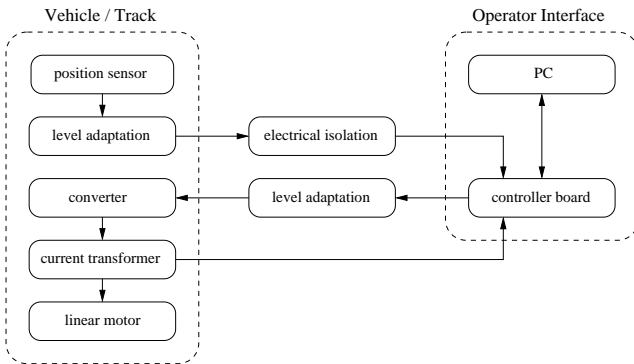 Vehicle / Track
Operator Interface
position sensor
PC
level adaptation
electrical isolation
converter
level adaptation
controller board
current transformer
linear motor